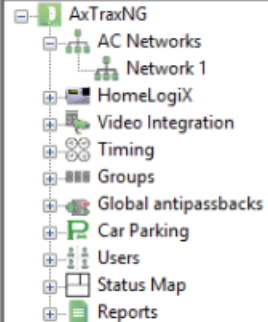 AxTraxNG
AC Networks
Network 1
HomeLogiX
Video Integration
Timing
Groups
Global antipassbacks
Car Parking
Users
Status Map
Reports